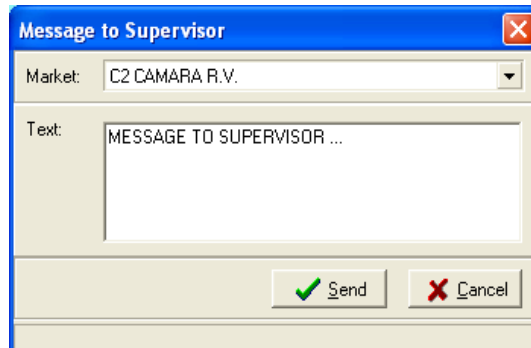 Message to Supervisor
Market: C2 CAMARA R.V.
Text: MESSAGE TO SUPERVISOR ...
Send Cancel